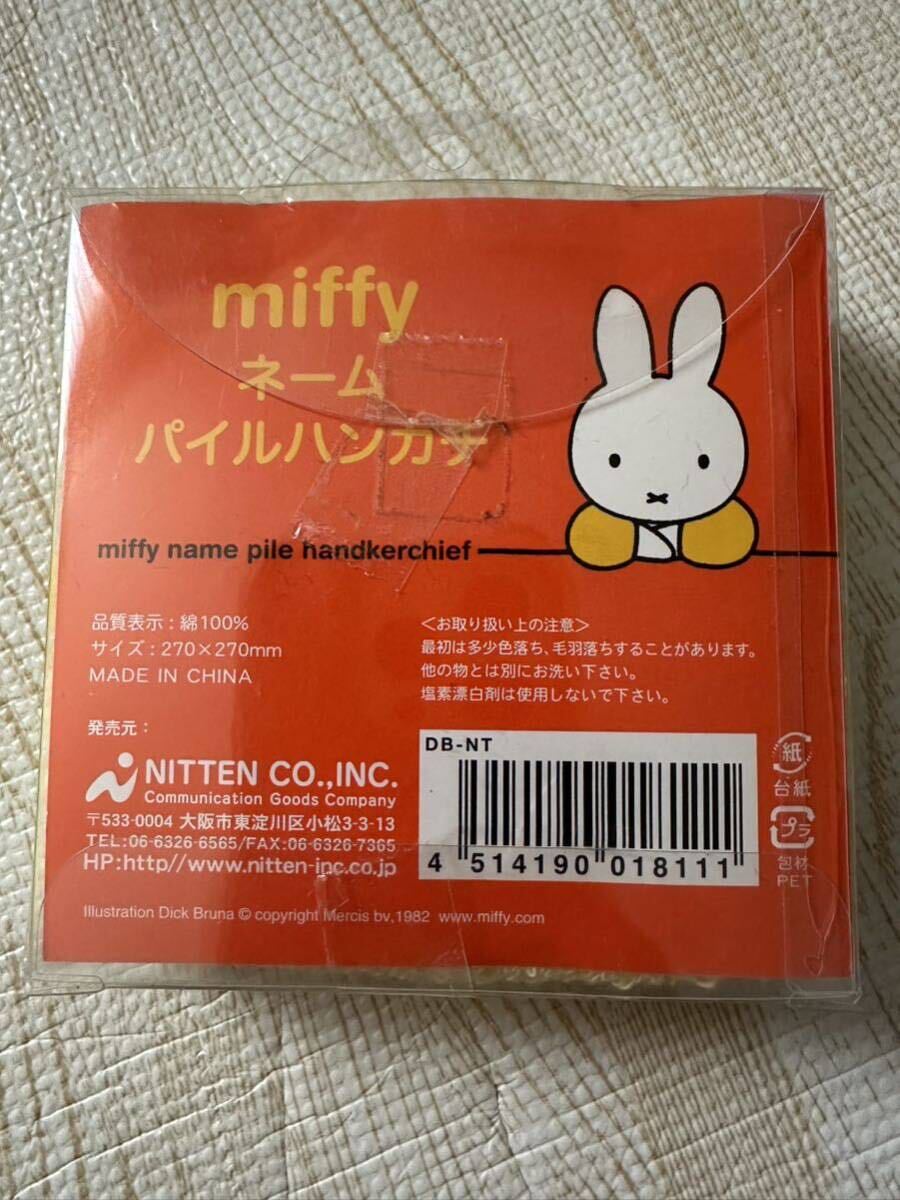 miffy
ネーム
パイルハンカチ
miffy name pile handkerchief
品質表示：綿100%
サイズ：270×270mm
MADE IN CHINA
＜お取り扱い上の注意＞
最初は多少色落ち、毛羽落ちすることがあります。
他の物とは別にお洗い下さい。
塩素漂白剤は使用しないで下さい。
発売元：
NITTEN CO.,INC.
Communication Goods Company
〒533-0004 大阪市東淀川区小松3-3-13
TEL:06-6326-6565/FAX:06-6326-7365
HP:http//www.nitten-inc.co.jp
DB-NT
4 514190 018111
紙
台紙
プラ
包材
PET
Illustration Dick Bruna © copyright Mercis bv,1982 www.miffy.com